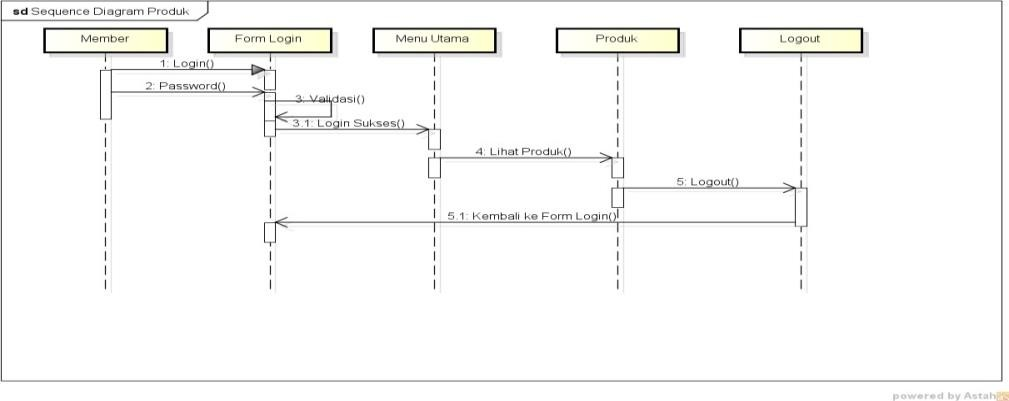 sd Sequence Diagram Produk
Member
Form Login
Menu Utama
Produk
Logout
1: Login()
2: Password()
3: Validasi()
3.1: Login Sukses()
4: Lihat Produk()
5: Logout()
5.1: Kembali ke Form Login()
powered by Astah